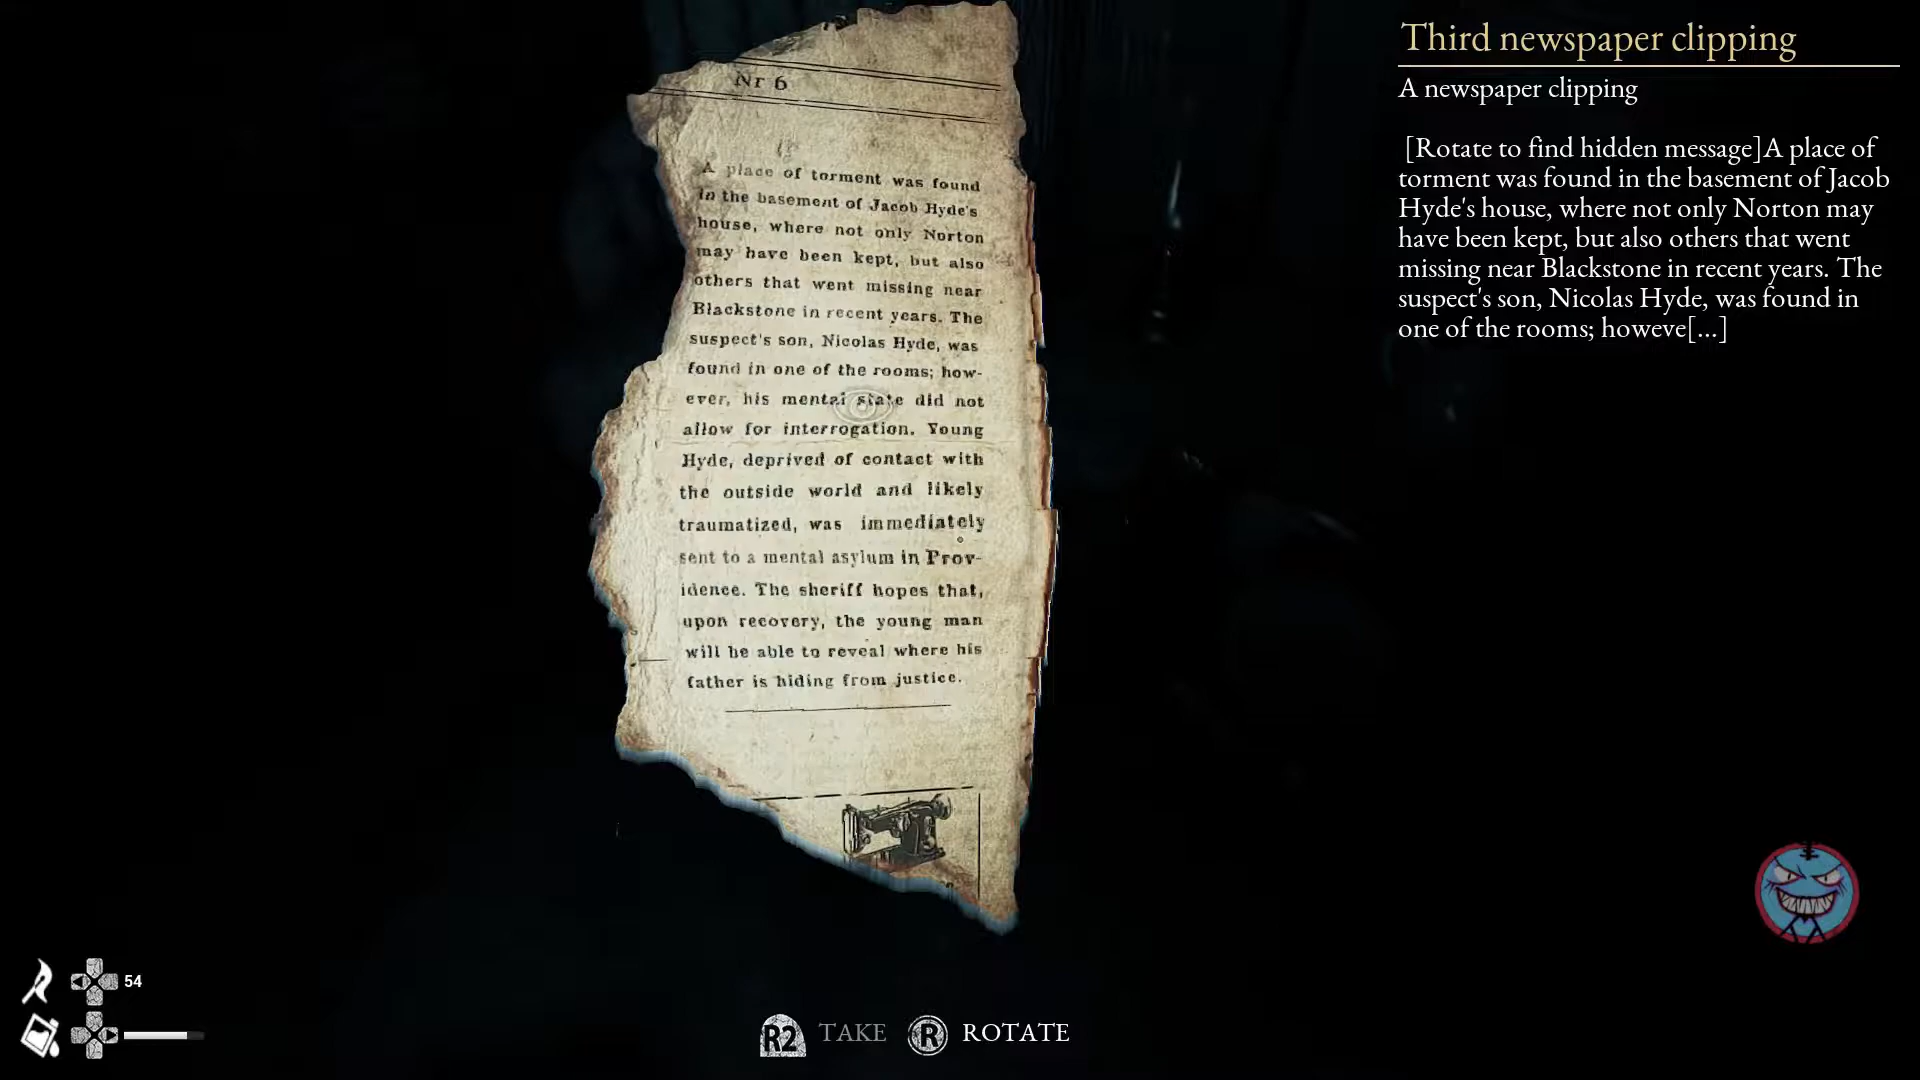 Nr 6
A place of torment was found
in the basement of Jacob Hyde's
house, where not only Norton
may have been kept, but also
others that went missing near
Blackstone in recent years. The
suspect's son, Nicolas Hyde, was
found in one of the rooms; how-
ever, his mental state did not
allow for interrogation. Young
Hyde, deprived of contact with
the outside world and likely
traumatized, was immediately
sent to a mental asylum in Prov-
idence. The sheriff hopes that,
upon recovery, the young man
will be able to reveal where his
father is hiding from justice.
Third newspaper clipping
A newspaper clipping
[Rotate to find hidden message]A place of
torment was found in the basement of Jacob
Hyde's house, where not only Norton may
have been kept, but also others that went
missing near Blackstone in recent years. The
suspect's son, Nicolas Hyde, was found in
one of the rooms; howeve[...]
54
R2 TAKE R ROTATE